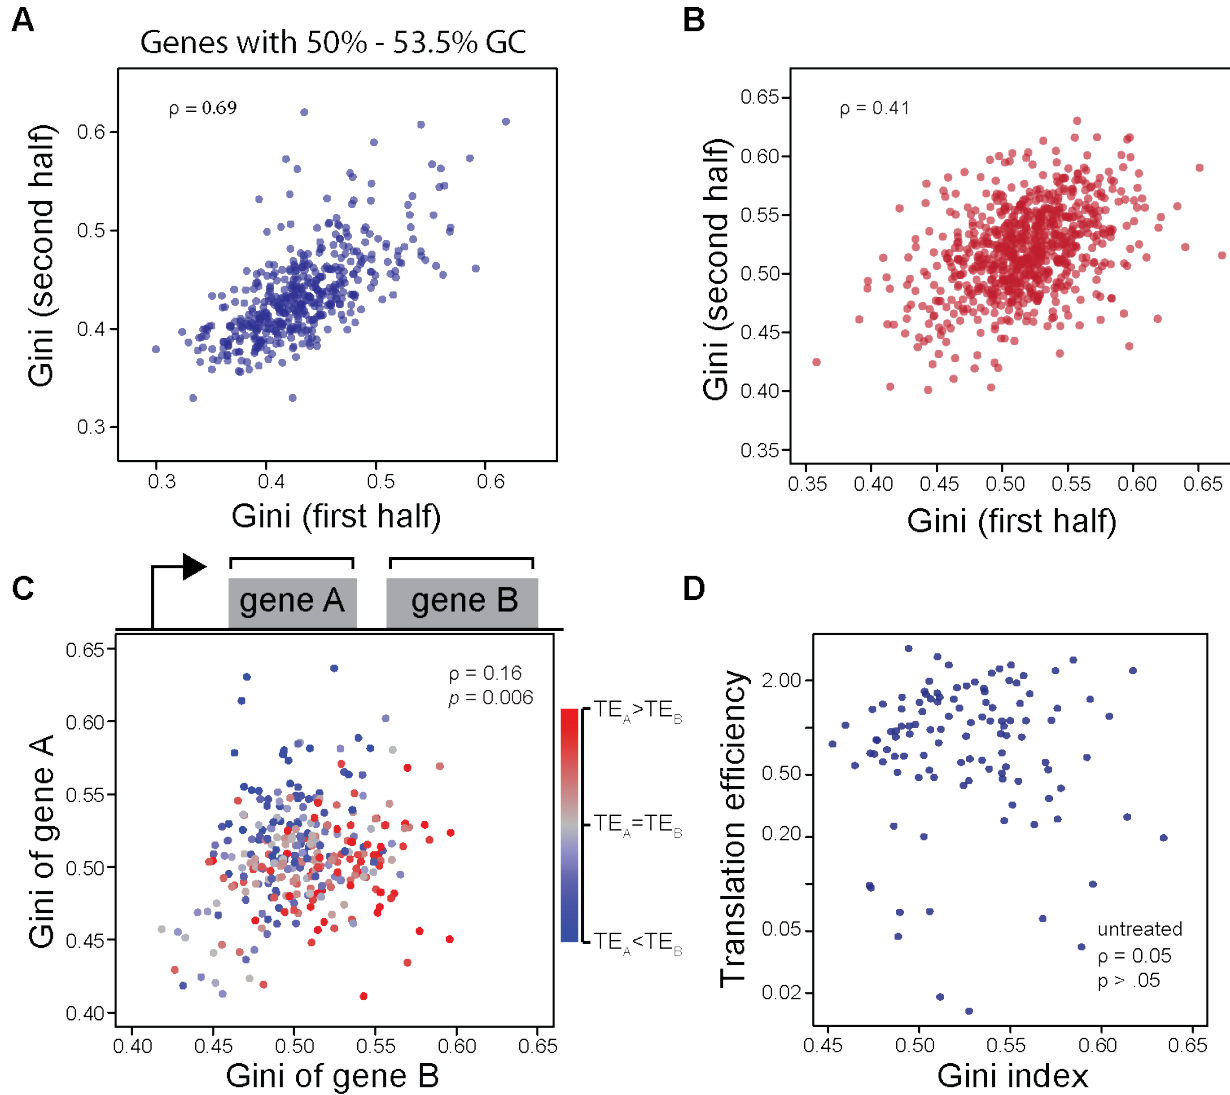 A
Genes with 50% - 53.5% GC
ρ = 0.69
0.6
0.5
0.4
0.3
0.3 0.4 0.5 0.6
Gini (second half)
Gini (first half)
B
ρ = 0.41
0.65
0.60
0.55
0.50
0.45
0.40
0.35
0.35 0.40 0.45 0.50 0.55 0.60 0.65
Gini (second half)
Gini (first half)
C
gene A gene B
ρ = 0.16
p = 0.006
0.65
0.60
0.55
0.50
0.45
0.40
0.40 0.45 0.50 0.55 0.60 0.65
Gini of gene A
Gini of gene B
TEA>TEB
TEA=TEB
TEA<TEB
D
2.00
0.50
0.20
0.05
0.02
0.45 0.50 0.55 0.60 0.65
Translation efficiency
Gini index
untreated
ρ = 0.05
p > .05